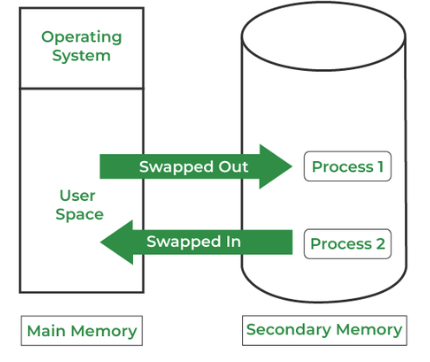 Operating
System
Swapped Out
Process 1
User
Space
Swapped In
Process 2
Main Memory
Secondary Memory